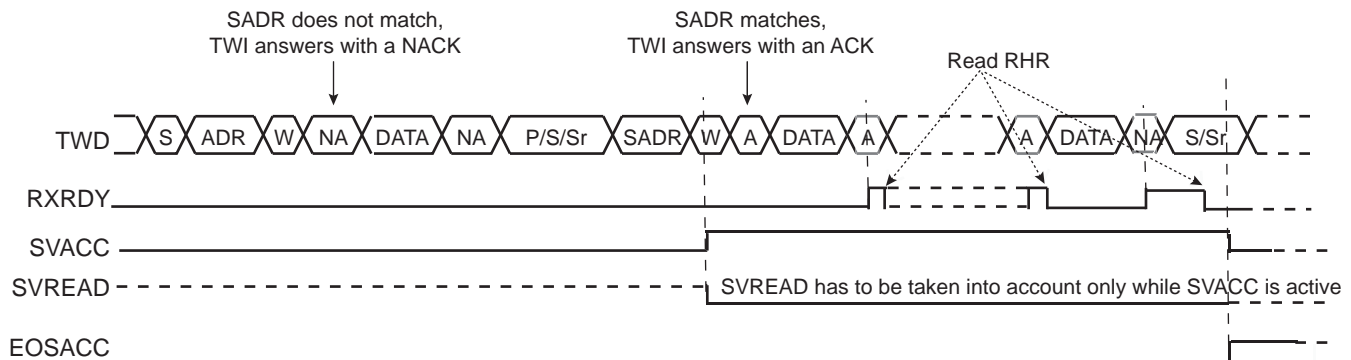 SADR does not match,
TWI answers with a NACK
SADR matches,
TWI answers with an ACK
Read RHR
TWD S ADR W NA DATA NA P/S/Sr SADR W A DATA A A DATA NA S/Sr
RXRDY
SVACC
SVREAD SVREAD has to be taken into account only while SVACC is active
EOSACC